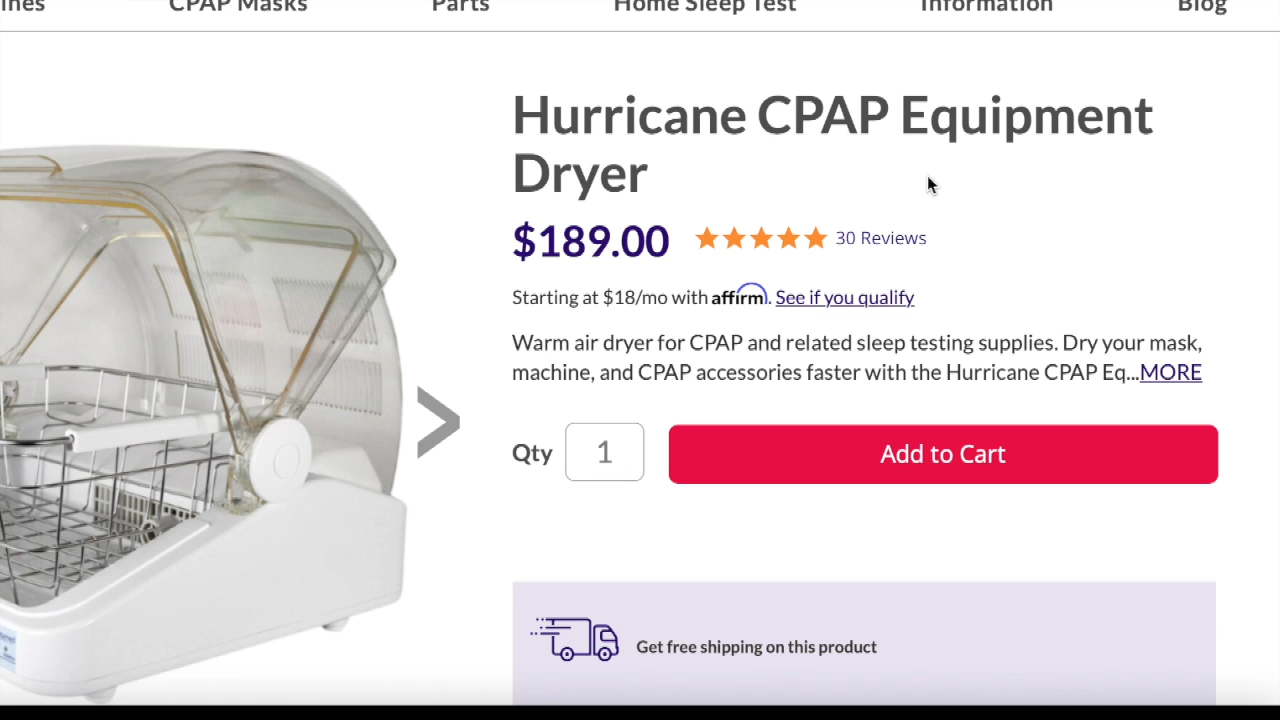 CPAP Masks Parts Home Sleep Test Information Blog
Hurricane CPAP Equipment
Dryer
$189.00 30 Reviews
Starting at $18/mo with affirm. See if you qualify
Warm air dryer for CPAP and related sleep testing supplies. Dry your mask,
machine, and CPAP accessories faster with the Hurricane CPAP Eq...MORE
Qty 1 Add to Cart
Get free shipping on this product